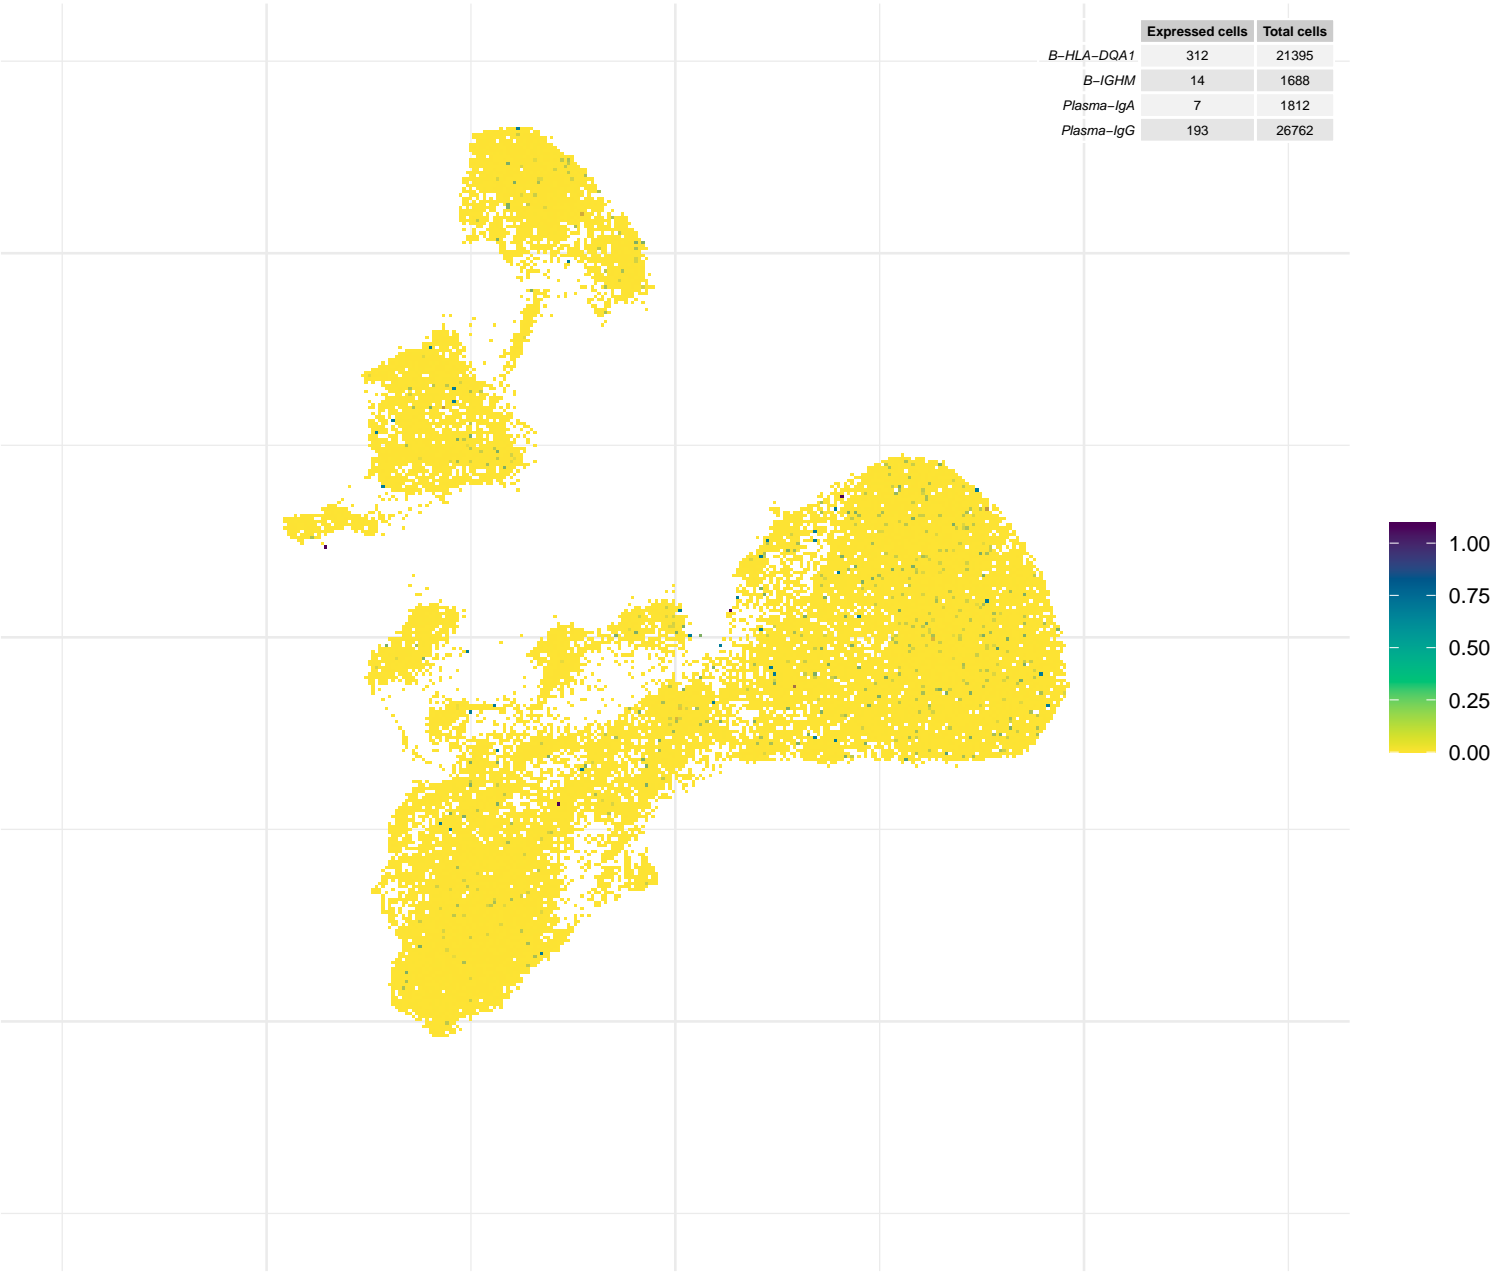 Expressed cells Total cells
B−HLA−DQA1 312 21395
B−IGHM 14 1688
Plasma−IgA 7 1812
Plasma−IgG 193 26762
1.00
0.75
0.50
0.25
0.00